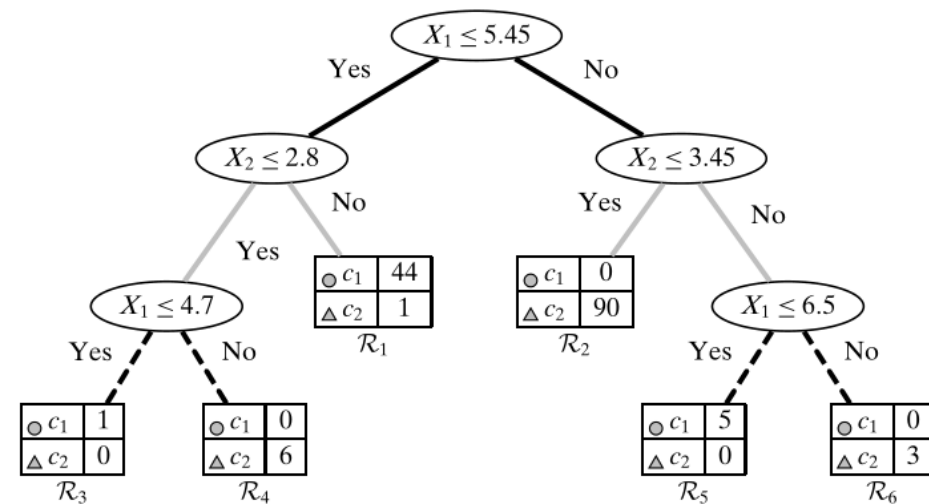 X₁ ≤ 5.45
Yes
No
X₂ ≤ 2.8
X₂ ≤ 3.45
Yes
No
Yes
No
c₁ 44
c₂ 1
R₁
c₁ 0
c₂ 90
R₂
X₁ ≤ 4.7
X₁ ≤ 6.5
Yes
No
Yes
No
c₁ 1
c₂ 0
R₃
c₁ 0
c₂ 6
R₄
c₁ 5
c₂ 0
R₅
c₁ 0
c₂ 3
R₆